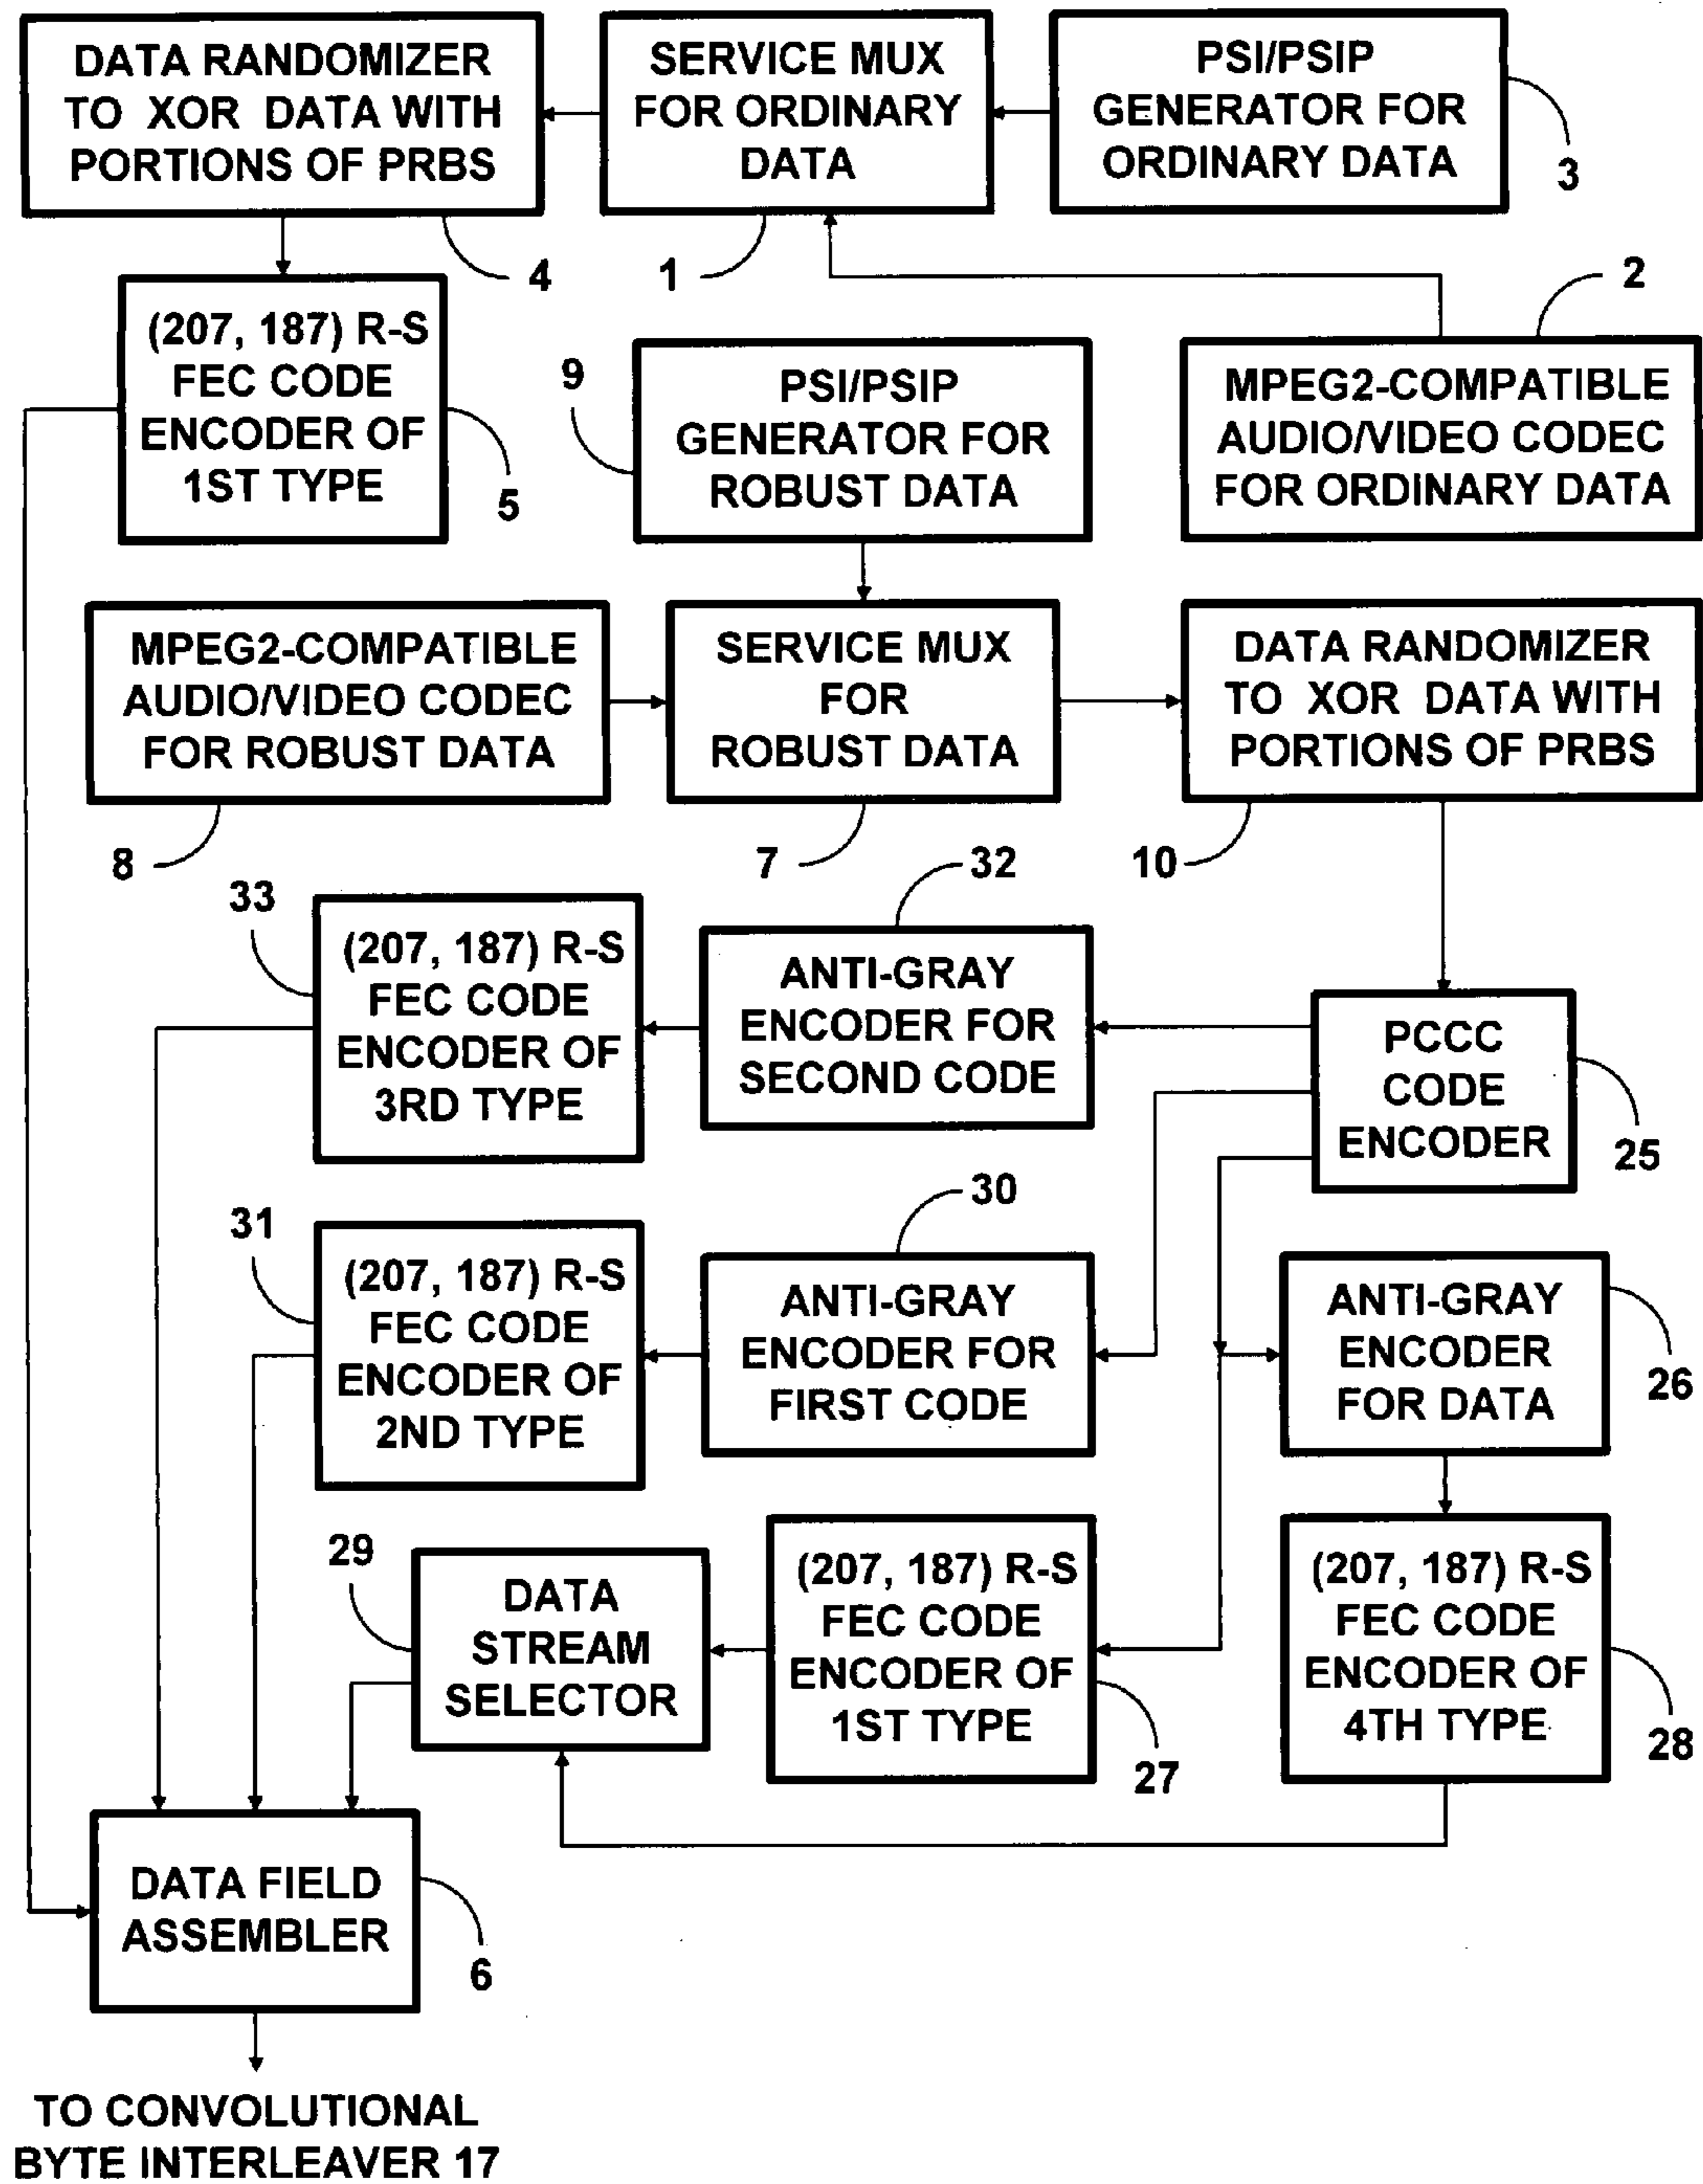 DATA RANDOMIZER
TO XOR DATA WITH
PORTIONS OF PRBS
SERVICE MUX
FOR ORDINARY
DATA
PSI/PSIP
GENERATOR FOR
ORDINARY DATA
3
4
1
2
(207, 187) R-S
FEC CODE
ENCODER OF
1ST TYPE
5
9
PSI/PSIP
GENERATOR FOR
ROBUST DATA
MPEG2-COMPATIBLE
AUDIO/VIDEO CODEC
FOR ORDINARY DATA
MPEG2-COMPATIBLE
AUDIO/VIDEO CODEC
FOR ROBUST DATA
SERVICE MUX
FOR
ROBUST DATA
DATA RANDOMIZER
TO XOR DATA WITH
PORTIONS OF PRBS
8
7
10
33
(207, 187) R-S
FEC CODE
ENCODER OF
3RD TYPE
32
ANTI-GRAY
ENCODER FOR
SECOND CODE
PCCC
CODE
ENCODER
25
31
(207, 187) R-S
FEC CODE
ENCODER OF
2ND TYPE
30
ANTI-GRAY
ENCODER FOR
FIRST CODE
ANTI-GRAY
ENCODER
FOR DATA
26
29
DATA
STREAM
SELECTOR
(207, 187) R-S
FEC CODE
ENCODER OF
1ST TYPE
27
(207, 187) R-S
FEC CODE
ENCODER OF
4TH TYPE
28
DATA FIELD
ASSEMBLER
6
TO CONVOLUTIONAL
BYTE INTERLEAVER 17